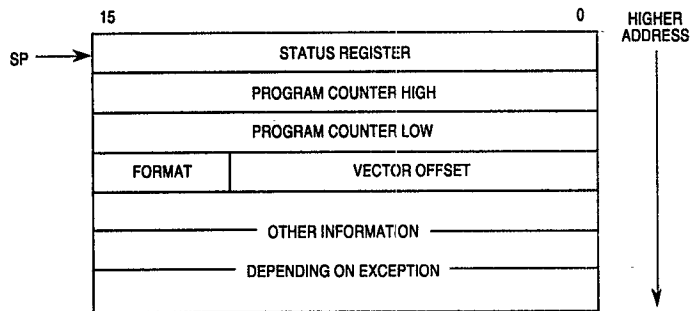 15 0
HIGHER
ADDRESS
SP
STATUS REGISTER
PROGRAM COUNTER HIGH
PROGRAM COUNTER LOW
FORMAT VECTOR OFFSET
OTHER INFORMATION
DEPENDING ON EXCEPTION